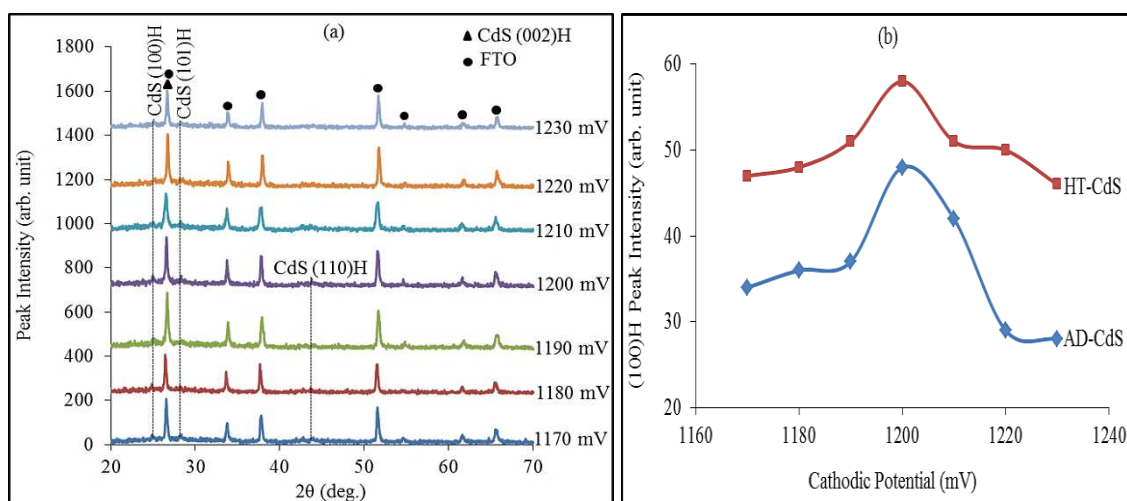 (a)
▲ CdS (002)H
● FTO
CdS (100)H
CdS (101)H
CdS (110)H
1230 mV
1220 mV
1210 mV
1200 mV
1190 mV
1180 mV
1170 mV
Peak Intensity (arb. unit)
1800
1600
1400
1200
1000
800
600
400
200
0
20 30 40 50 60 70
2θ (deg.)
(b)
(100)H Peak Intensity (arb. unit)
60
50
40
30
20
HT-CdS
AD-CdS
1160 1180 1200 1220 1240
Cathodic Potential (mV)